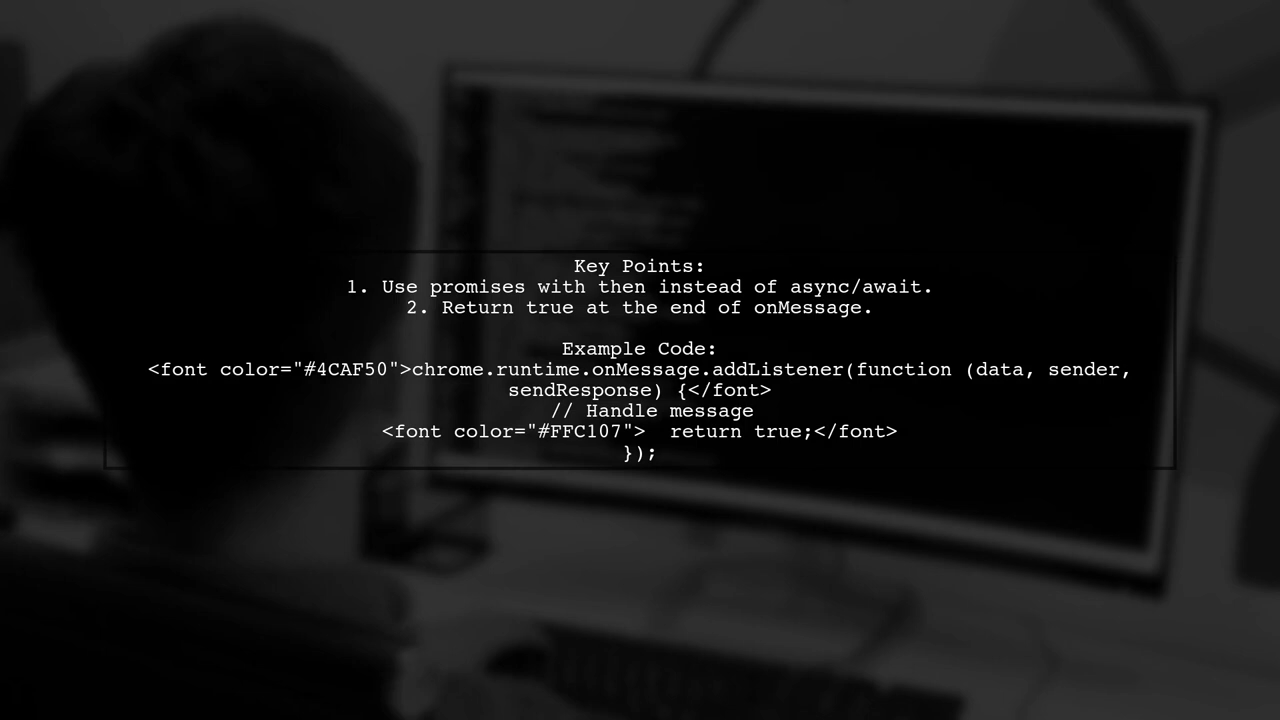 Key Points:
1. Use promises with then instead of async/await.
2. Return true at the end of onMessage.
Example Code:
<font color="#4CAF50">chrome.runtime.onMessage.addListener(function (data, sender,
sendResponse) {</font>
// Handle message
<font color="#FFC107">  return true;</font>
});